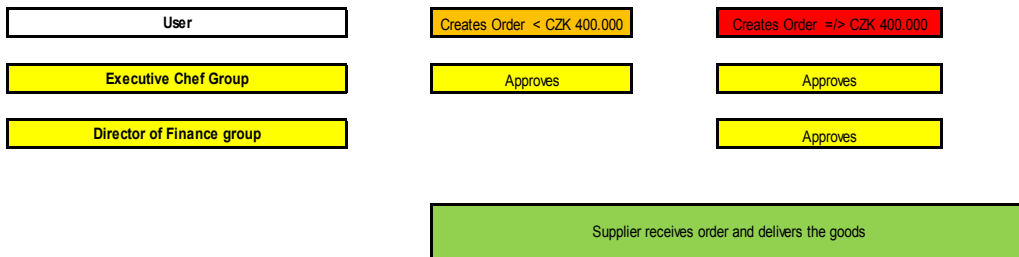 User
Creates Order < CZK 400.000
Creates Order =/> CZK 400.000
Executive Chef Group
Approves
Approves
Director of Finance group
Approves
Supplier receives order and delivers the goods